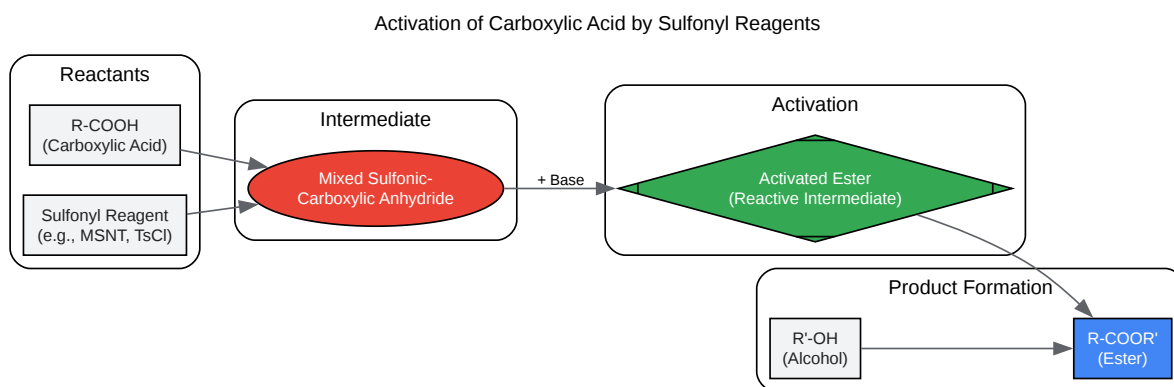 Activation of Carboxylic Acid by Sulfonyl Reagents
Reactants
R-COOH
(Carboxylic Acid)
Sulfonyl Reagent
(e.g., MSNT, TsCl)
Intermediate
Mixed Sulfonic-
Carboxylic Anhydride
+ Base
Activation
Activated Ester
(Reactive Intermediate)
Product Formation
R'-OH
(Alcohol)
R-COOR'
(Ester)